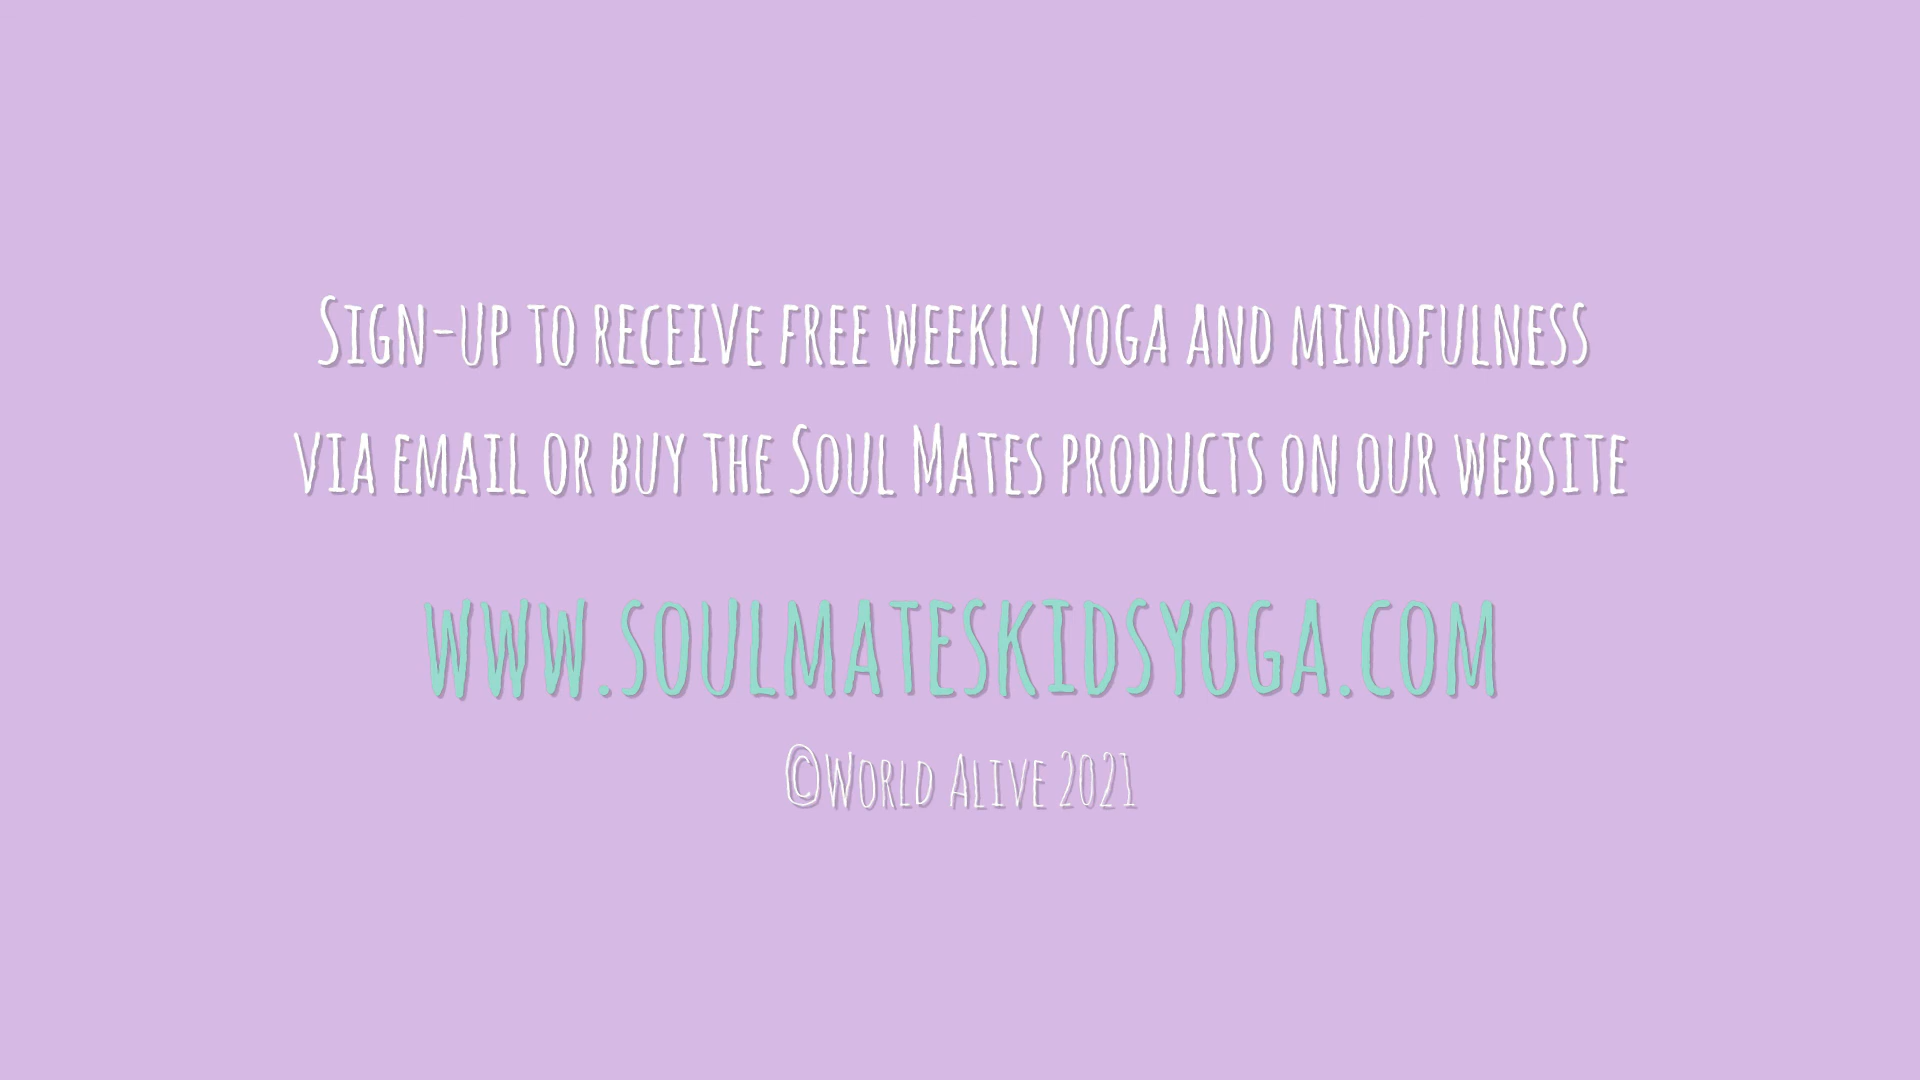 Sign-up to receive free weekly yoga and mindfulness
via email or buy the Soul Mates products on our website
www.soulmateskidsyoga.com
©World Alive 2021